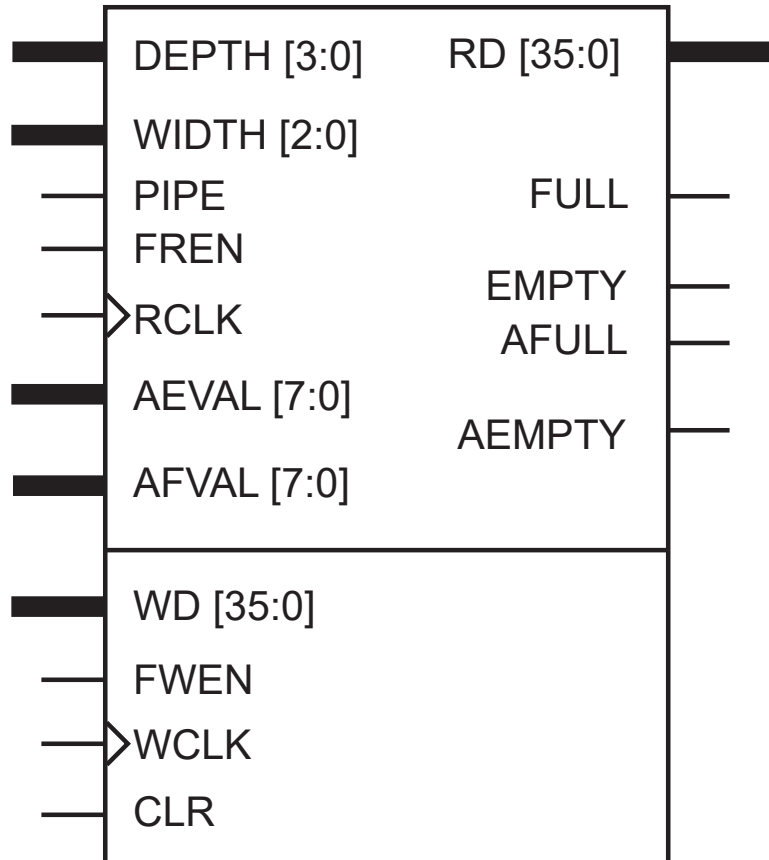 DEPTH [3:0] RD [35:0]
WIDTH [2:0]
PIPE FULL
FREN
EMPTY
RCLK
AFULL
AEVAL [7:0]
AEMPTY
AFVAL [7:0]
WD [35:0]
FWEN
WCLK
CLR